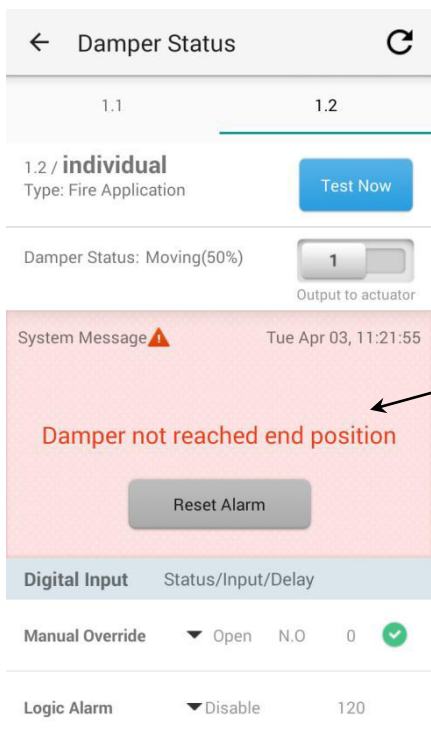 Damper Status
1.1 1.2
1.2 / individual
Type: Fire Application
Test Now
Damper Status: Moving(50%)
1
Output to actuator
System Message Tue Apr 03, 11:21:55
Damper not reached end position
Reset Alarm
Digital Input Status/Input/Delay
Manual Override Open N.O 0
Logic Alarm Disable 120